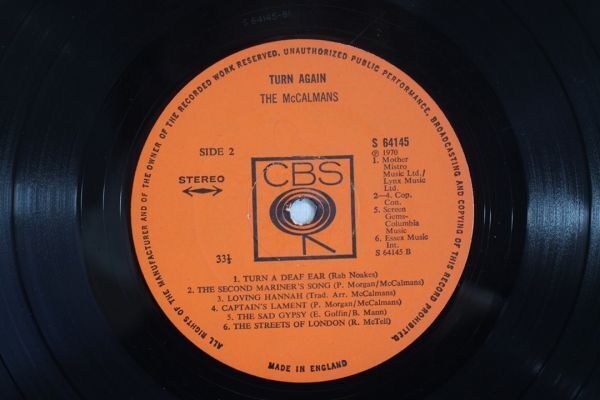 S 64145-B1
ALL RIGHTS OF THE MANUFACTURER AND OF THE OWNER OF THE RECORDED WORK RESERVED. UNAUTHORIZED PUBLIC PERFORMANCE, BROADCASTING AND COPYING OF THIS RECORD PROHIBITED.
TURN AGAIN
THE McCALMANS
SIDE 2
STEREO
CBS
33⅓
S 64145
℗ 1970
1. Mother
Mistro
Music Ltd./
Lynx Music
Ltd.
2—4. Cop.
Con.
5. Screen
Gems-
Columbia
Music
6. Essex Music
Int.
S 64145 B
1. TURN A DEAF EAR (Rab Noakes)
2. THE SECOND MARINER'S SONG (P. Morgan/McCalmans)
3. LOVING HANNAH (Trad. Arr. McCalmans)
4. CAPTAIN'S LAMENT (P. Morgan/McCalmans)
5. THE SAD GYPSY (E. Goffin/B. Mann)
6. THE STREETS OF LONDON (R. McTell)
MADE IN ENGLAND